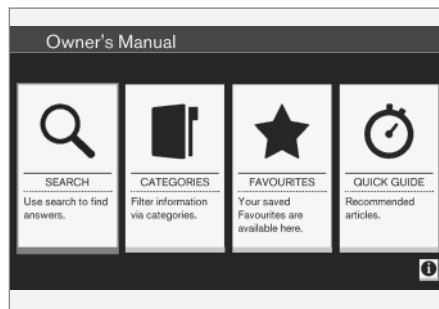 Owner's Manual
SEARCH
Use search to find
answers.
CATEGORIES
Filter information
via categories.
FAVOURITES
Your saved
Favourites are
available here.
QUICK GUIDE
Recommended
articles.
i